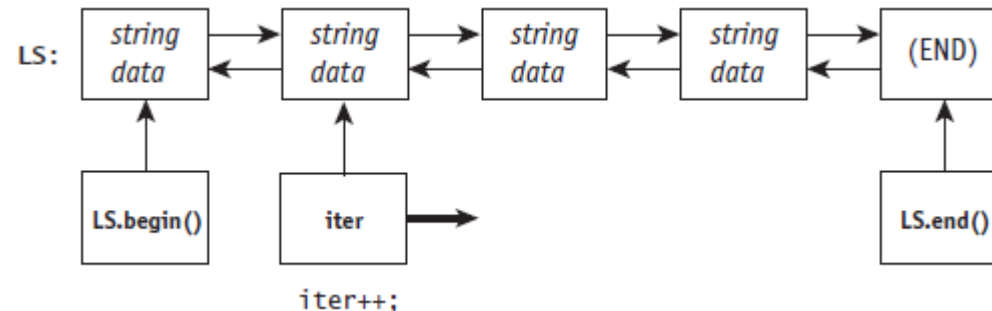 LS:
string
data
string
data
string
data
string
data
(END)
LS.begin()
iter
LS.end()
iter++;